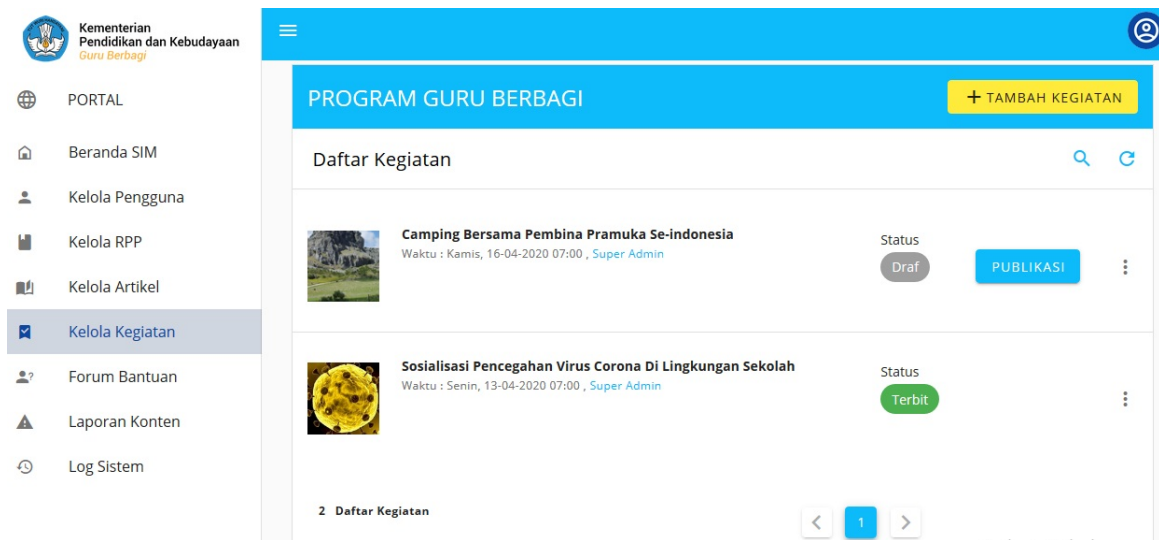 Kementerian
Pendidikan dan Kebudayaan
Guru Berbagi
PORTAL
Beranda SIM
Kelola Pengguna
Kelola RPP
Kelola Artikel
Kelola Kegiatan
Forum Bantuan
Laporan Konten
Log Sistem
PROGRAM GURU BERBAGI
+ TAMBAH KEGIATAN
Daftar Kegiatan
Camping Bersama Pembina Pramuka Se-indonesia
Waktu : Kamis, 16-04-2020 07:00 , Super Admin
Status
Draf
PUBLIKASI
Sosialisasi Pencegahan Virus Corona Di Lingkungan Sekolah
Waktu : Senin, 13-04-2020 07:00 , Super Admin
Status
Terbit
2 Daftar Kegiatan
< 1 >